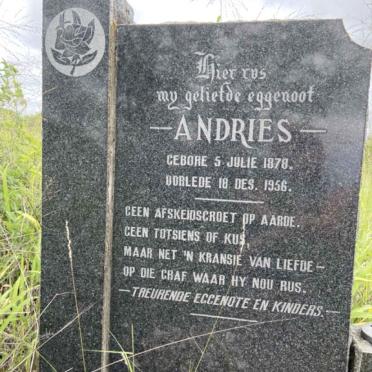 Hier rus
my geliefde eggenoot
— ANDRIES —
GEBORE 5 JULIE 1878.
OORLEDE 18 DES. 1956.
GEEN AFSKEIDSGROET OP AARDE.
GEEN TOTSIENS OF KUS,
MAAR NET 'N KRANSIE VAN LIEFDE –
OP DIE GRAF WAAR HY NOU RUS.
— TREURENDE EGGENOTE EN KINDERS. —